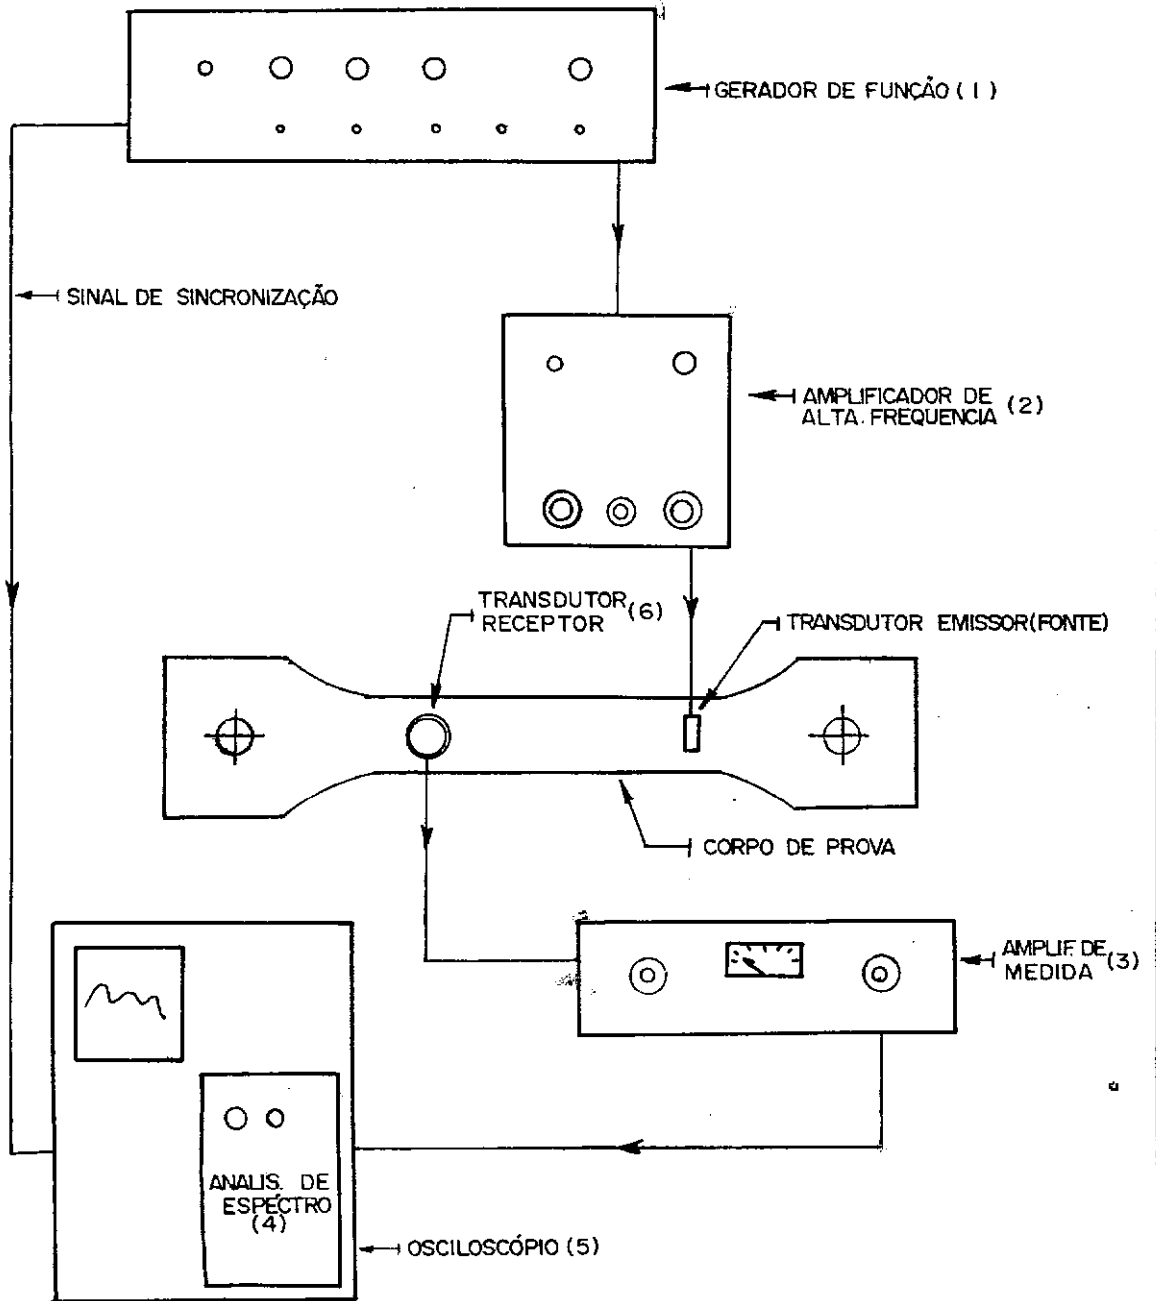 GERADOR DE FUNÇÃO (1)
SINAL DE SINCRONIZAÇÃO
AMPLIFICADOR DE
ALTA. FREQUENCIA (2)
TRANSDUTOR
RECEPTOR (6)
TRANSDUTOR EMISSOR(FONTE)
CORPO DE PROVA
AMPLIF. DE
MEDIDA (3)
ANALIS. DE
ESPÉCTRO
(4)
OSCILOSCÓPIO (5)